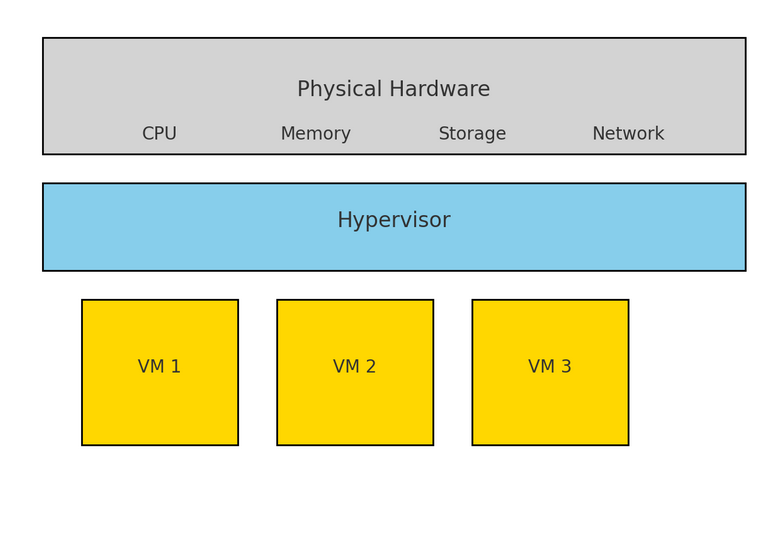 Physical Hardware
CPU Memory Storage Network
Hypervisor
VM 1 VM 2 VM 3